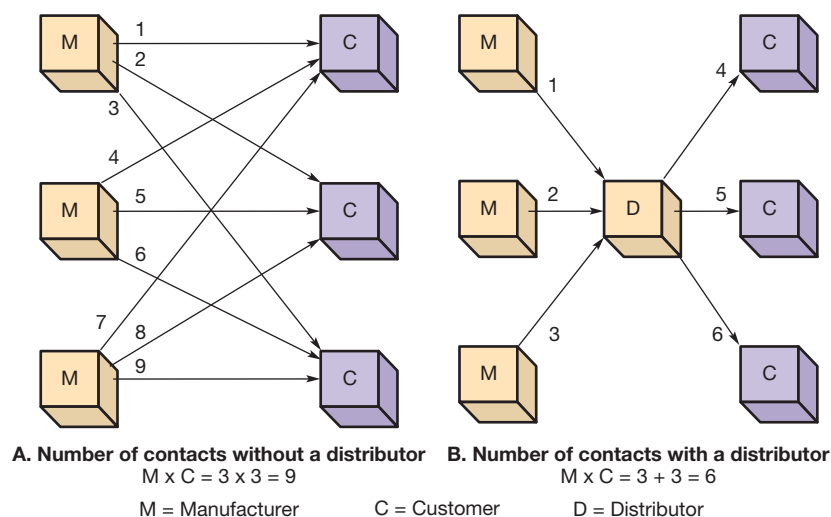 1
M
C
2
3
4
M
5
C
6
7
8
M
9
C
M
1
4
C
M
2
D
5
C
3
6
M
C
A. Number of contacts without a distributor
M x C = 3 x 3 = 9
B. Number of contacts with a distributor
M x C = 3 + 3 = 6
M = Manufacturer C = Customer D = Distributor